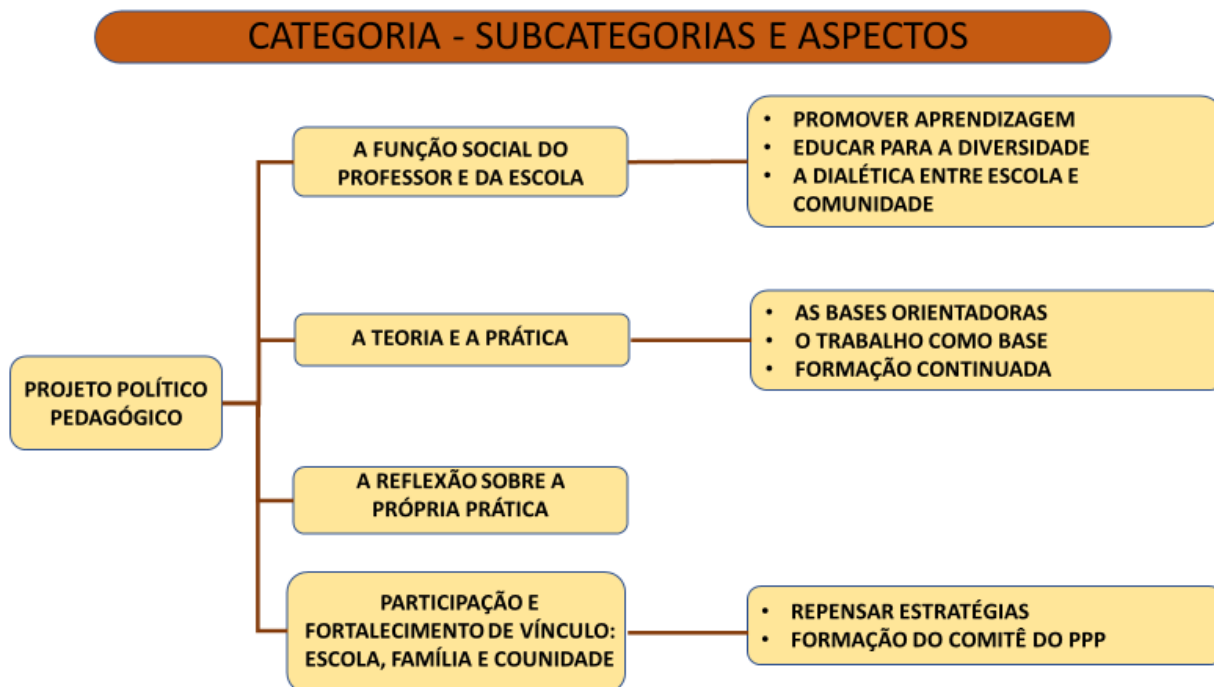 CATEGORIA - SUBCATEGORIAS E ASPECTOS
PROJETO POLÍTICO
PEDAGÓGICO
A FUNÇÃO SOCIAL DO
PROFESSOR E DA ESCOLA
• PROMOVER APRENDIZAGEM
• EDUCAR PARA A DIVERSIDADE
• A DIALÉTICA ENTRE ESCOLA E
COMUNIDADE
A TEORIA E A PRÁTICA
• AS BASES ORIENTADORAS
• O TRABALHO COMO BASE
• FORMAÇÃO CONTINUADA
A REFLEXÃO SOBRE A
PRÓPRIA PRÁTICA
PARTICIPAÇÃO E
FORTALECIMENTO DE VÍNCULO:
ESCOLA, FAMÍLIA E COUNIDADE
• REPENSAR ESTRATÉGIAS
• FORMAÇÃO DO COMITÊ DO PPP